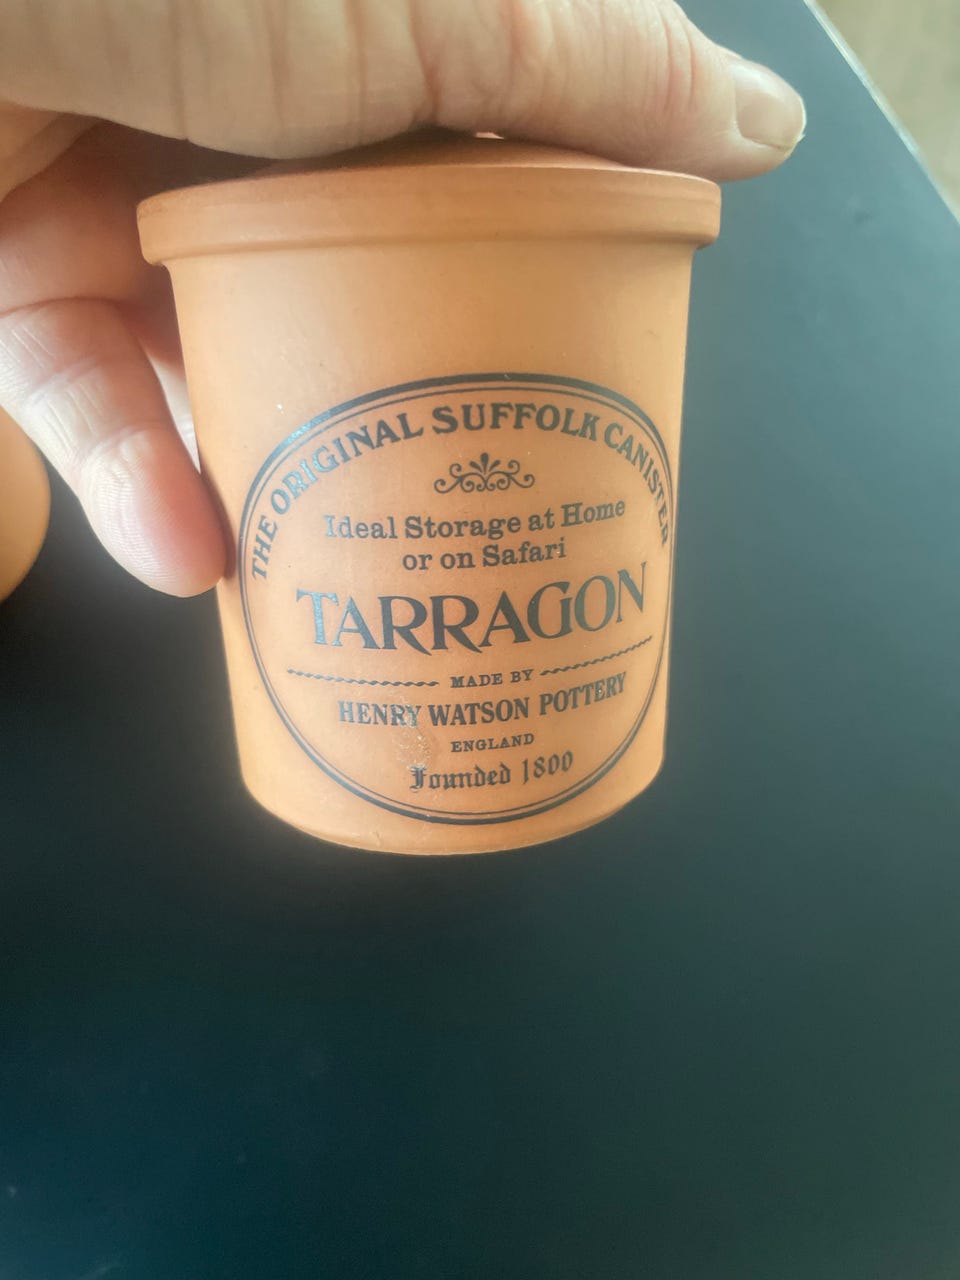 THE ORIGINAL SUFFOLK CANISTER
Ideal Storage at Home
or on Safari
TARRAGON
MADE BY
HENRY WATSON POTTERY
ENGLAND
Founded 1800